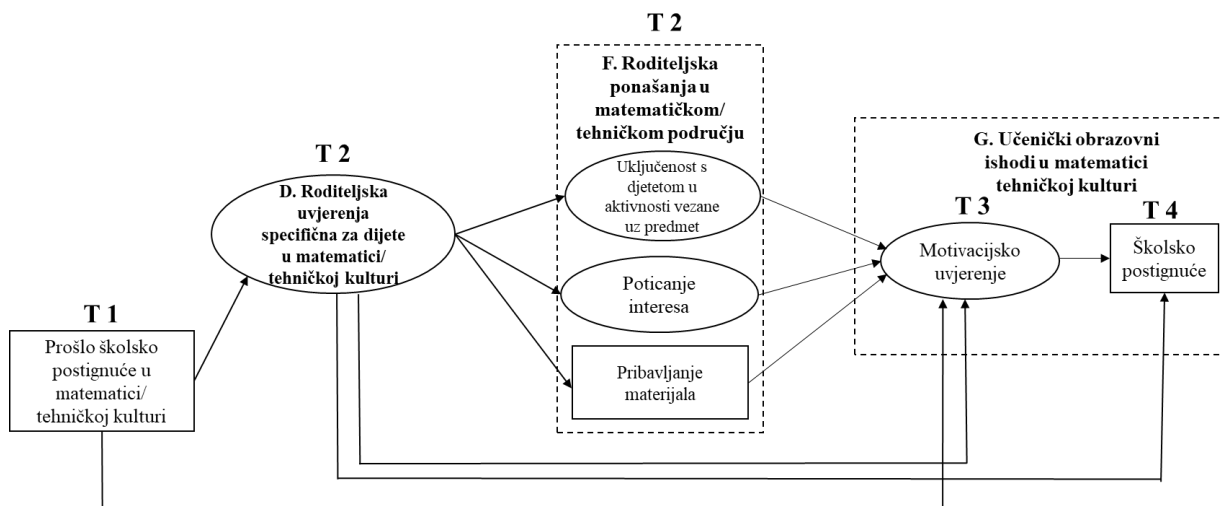 T 1
Prošlo školsko
postignuće u
matematici/
tehničkoj kulturi
T 2
D. Roditeljska
uvjerenja
specifična za dijete
u matematici/
tehničkoj kulturi
T 2
F. Roditeljska
ponašanja u
matematičkom/
tehničkom području
Uključenost s
djetetom u
aktivnosti vezane
uz predmet
Poticanje
interesa
Pribavljanje
materijala
G. Učenički obrazovni
ishodi u matematici
tehničkoj kulturi
T 3
Motivacijsko
uvjerenje
T 4
Školsko
postignuće